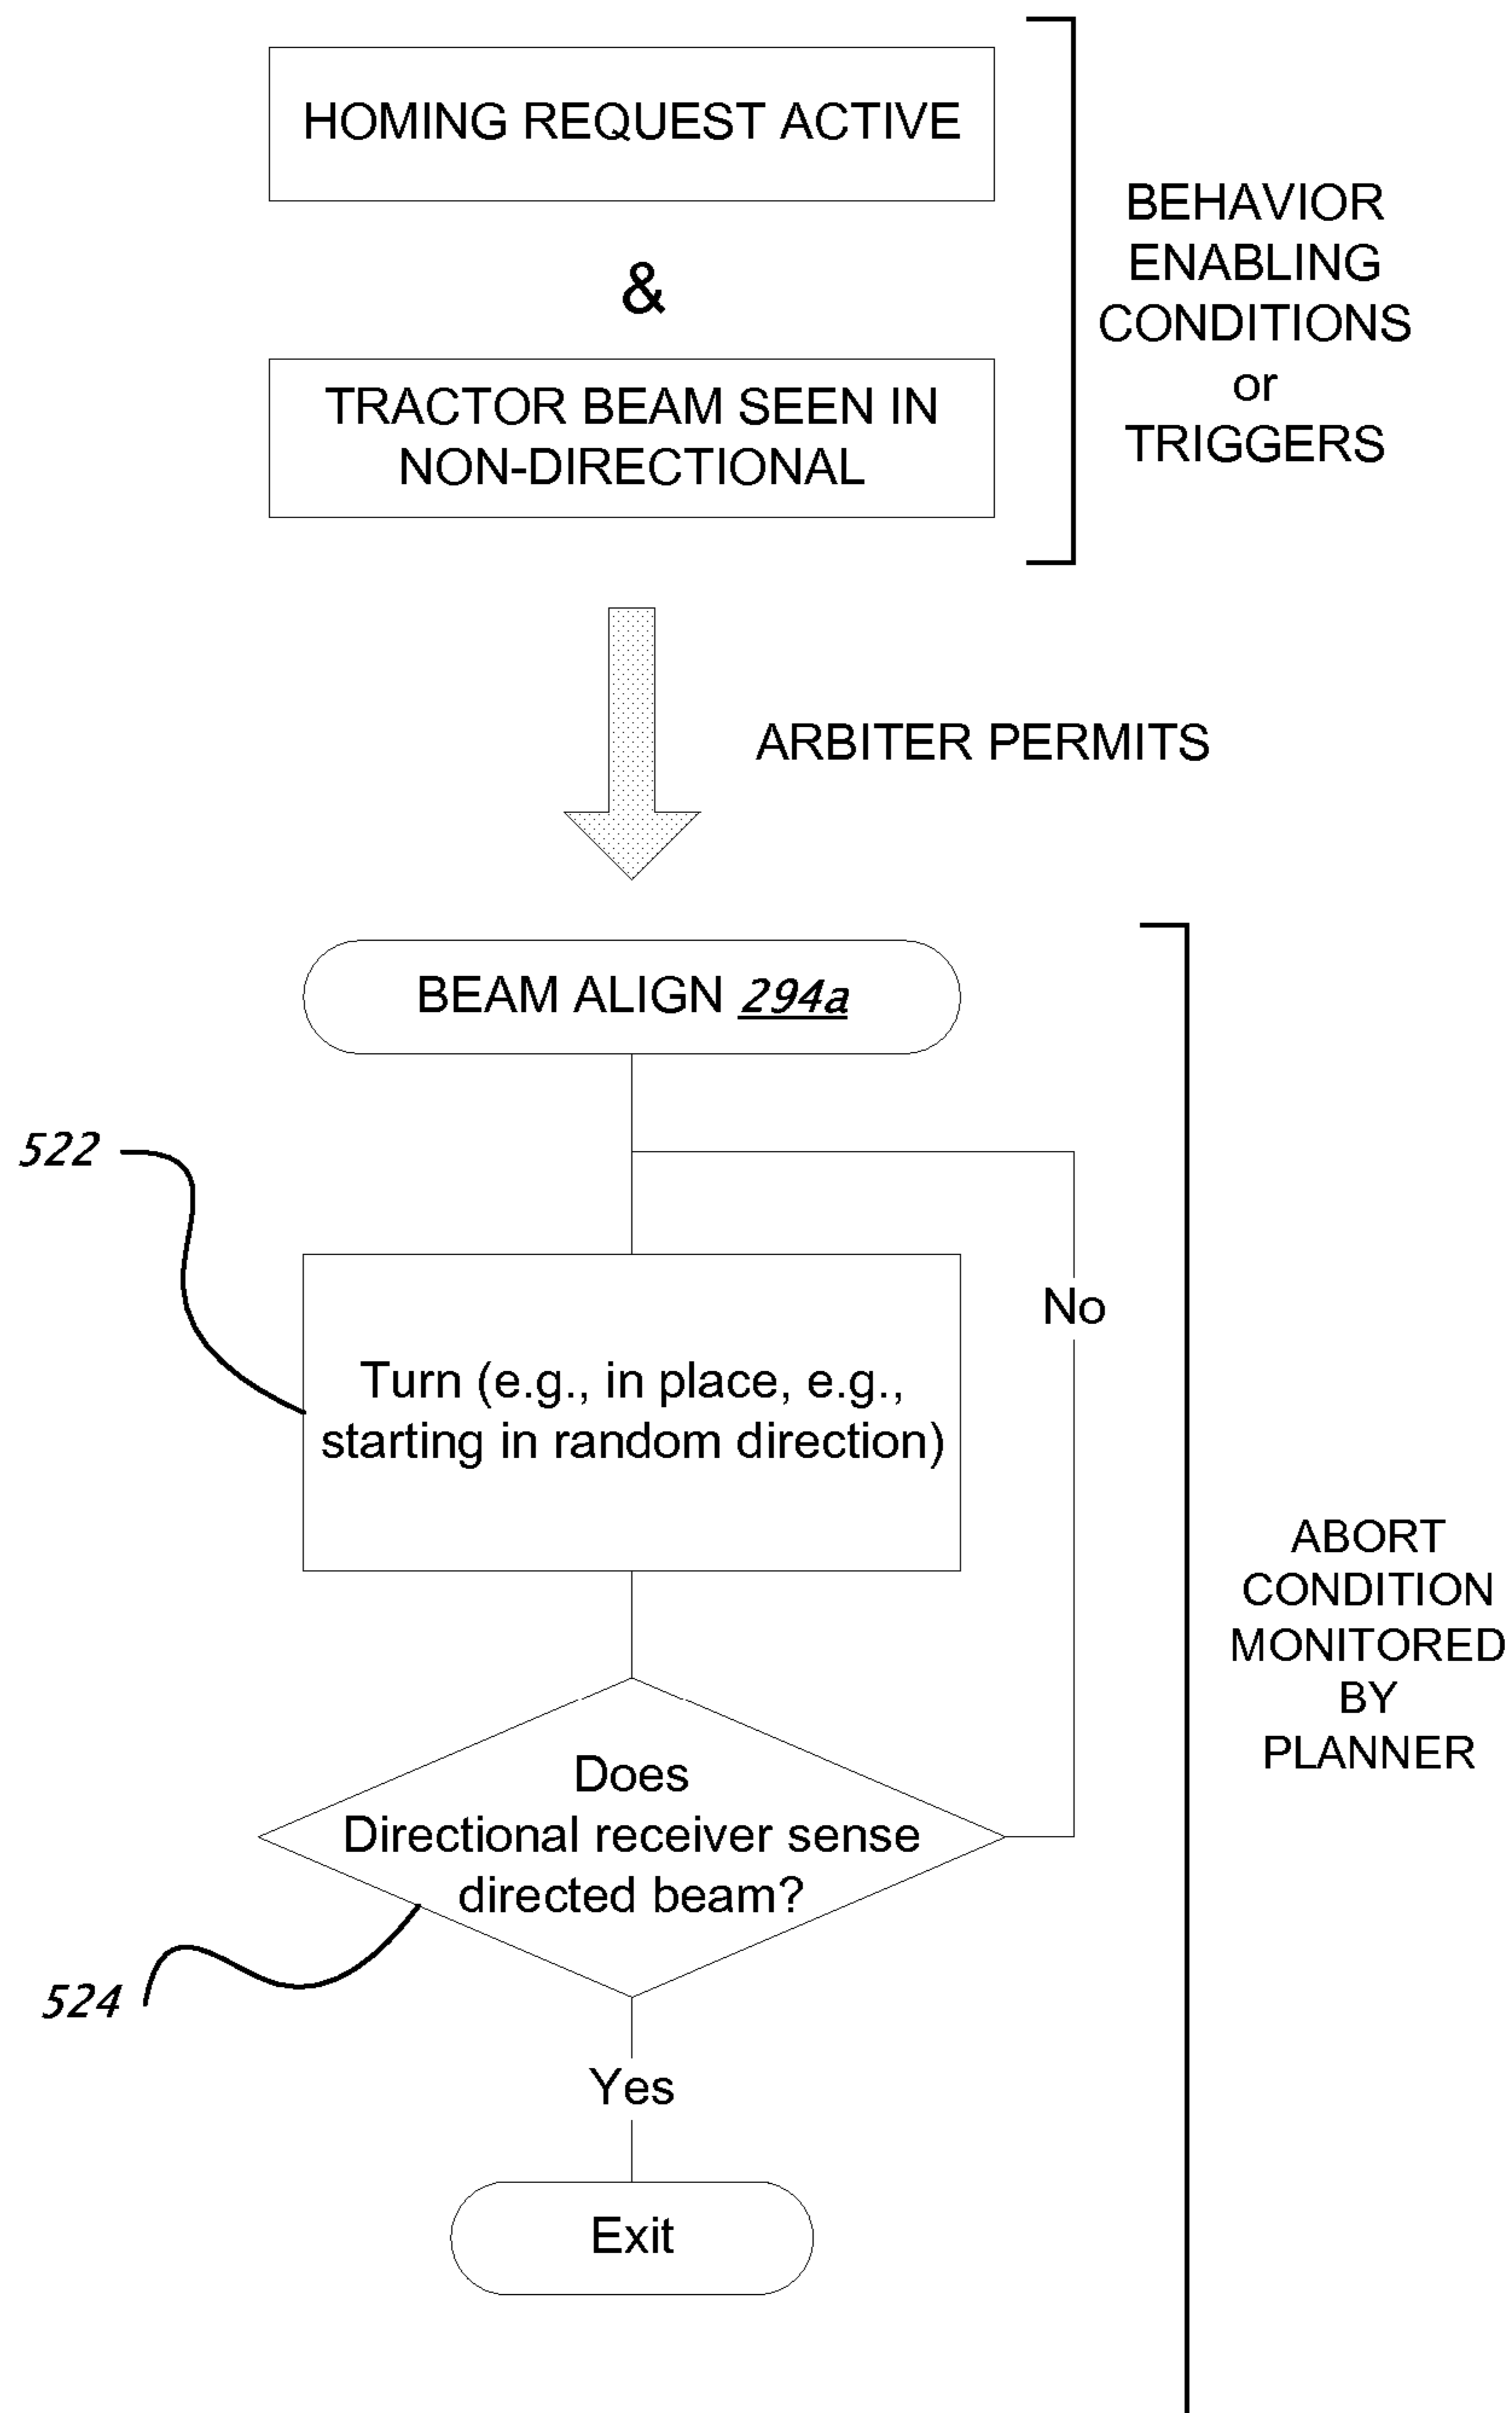 HOMING REQUEST ACTIVE
&
TRACTOR BEAM SEEN IN
NON-DIRECTIONAL
BEHAVIOR
ENABLING
CONDITIONS
or
TRIGGERS
ARBITER PERMITS
BEAM ALIGN 294a
522
Turn (e.g., in place, e.g.,
starting in random direction)
No
Does
Directional receiver sense
directed beam?
524
Yes
Exit
ABORT
CONDITION
MONITORED
BY
PLANNER